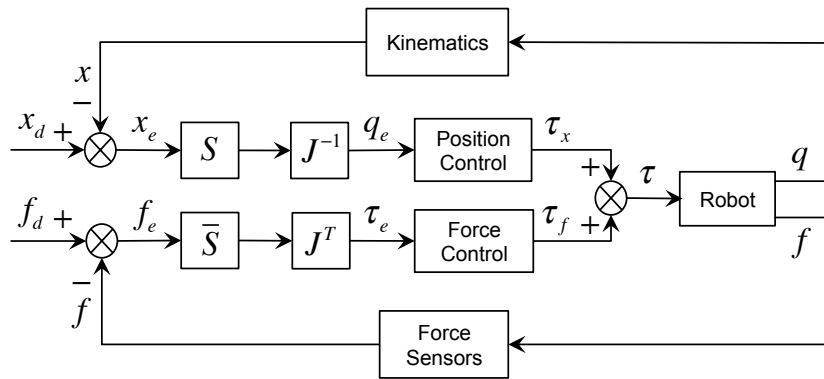 Kinematics
x
−
x_d + x_e S J^{-1} q_e Position Control τ_x
+
τ Robot q
f_d + f_e S̅ J^T τ_e Force Control τ_f
+
f
−
f
Force Sensors